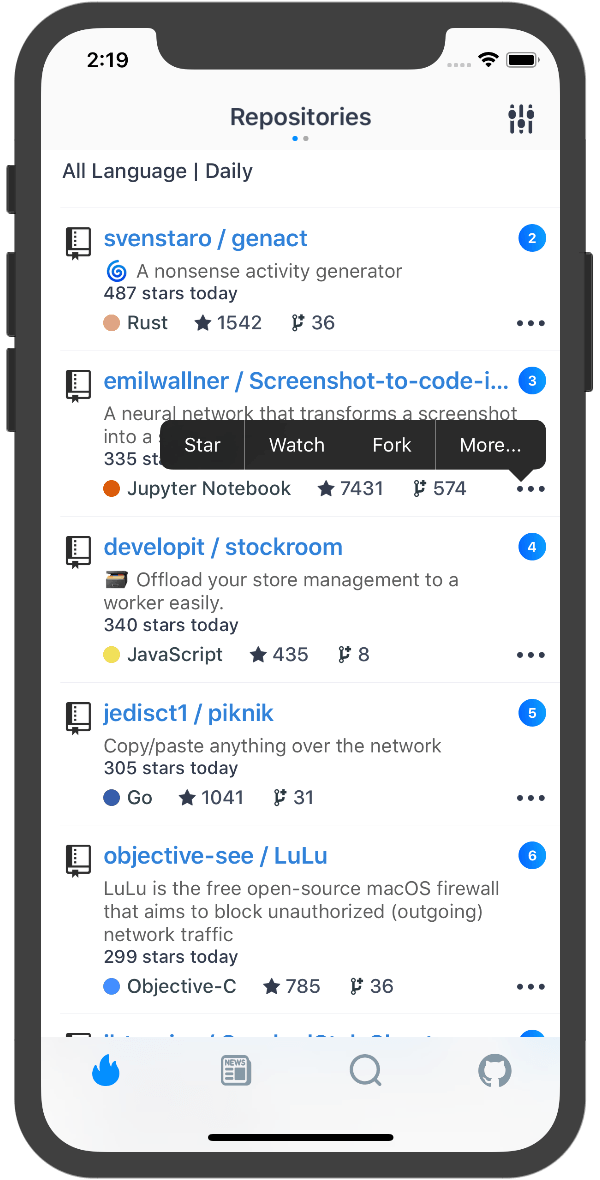 2:19
Repositories
All Language | Daily
svenstaro / genact
2
A nonsense activity generator
487 stars today
Rust 1542 36
emilwallner / Screenshot-to-code-i...
3
A neural network that transforms a screenshot
into a
Star Watch Fork More...
335
Jupyter Notebook 7431 574
developit / stockroom
4
Offload your store management to a
worker easily.
340 stars today
JavaScript 435 8
jedisct1 / piknik
5
Copy/paste anything over the network
305 stars today
Go 1041 31
objective-see / LuLu
6
LuLu is the free open-source macOS firewall
that aims to block unauthorized (outgoing)
network traffic
299 stars today
Objective-C 785 36
NEWS